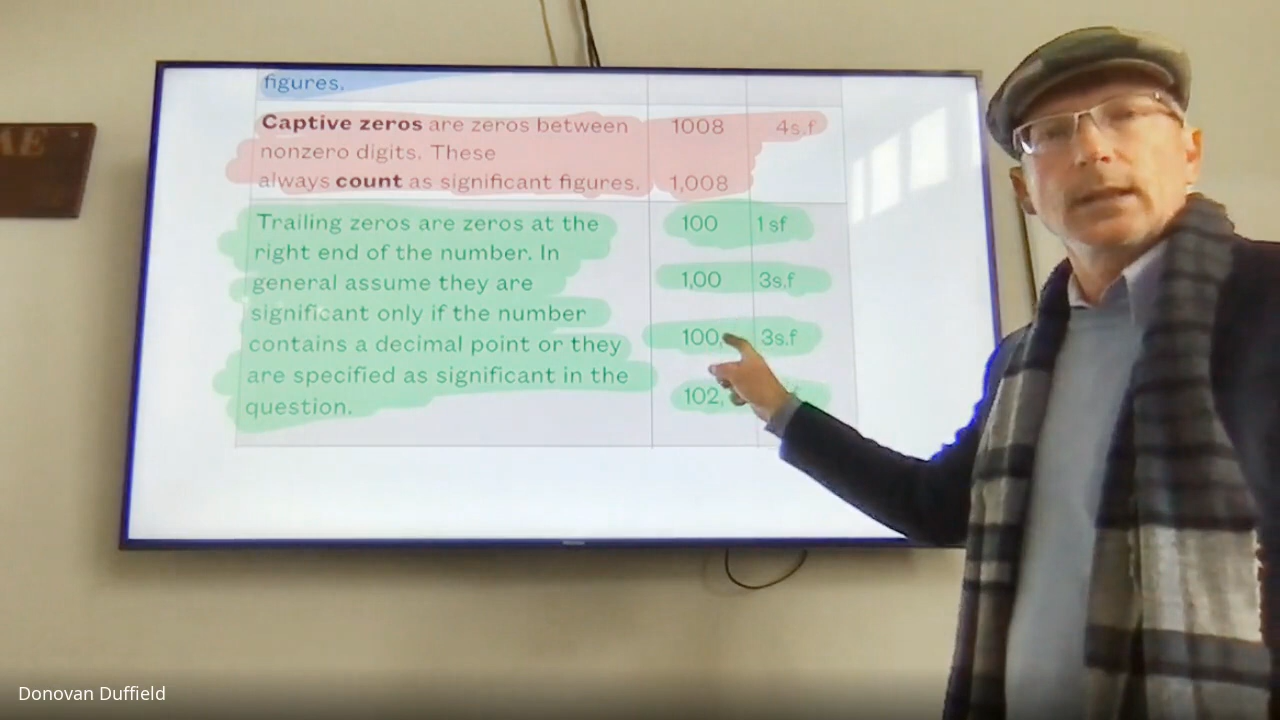 AE
figures.
Captive zeros are zeros between
nonzero digits. These
always count as significant figures.
1008
4s.f
1,008
Trailing zeros are zeros at the
right end of the number. In
general assume they are
significant only if the number
contains a decimal point or they
are specified as significant in the
question.
100
1 sf
1,00
3s.f
100,
3s.f
102,
Donovan Duffield